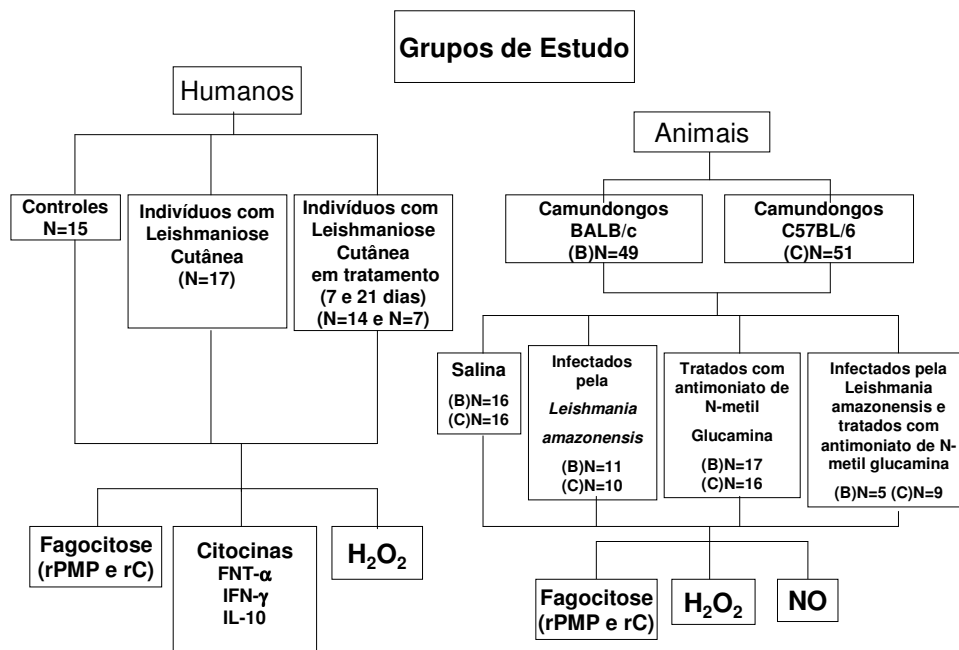 Grupos de Estudo
Humanos
Controles
N=15
Indivíduos com
Leishmaniose
Cutânea
(N=17)
Indivíduos com
Leishmaniose
Cutânea
em tratamento
(7 e 21 dias)
(N=14 e N=7)
Fagocitose
(rPMP e rC)
Citocinas
FNT-α
IFN-γ
IL-10
H₂O₂
Animais
Camundongos
BALB/c
(B)N=49
Camundongos
C57BL/6
(C)N=51
Salina
(B)N=16
(C)N=16
Infectados
pela
Leishmania
amazonensis
(B)N=11
(C)N=10
Tratados com
antimoniato de
N-metil
Glucamina
(B)N=17
(C)N=16
Infectados pela
Leishmania
amazonensis e
tratados com
antimoniato de N-
metil glucamina
(B)N=5 (C)N=9
Fagocitose
(rPMP e rC)
H₂O₂
NO